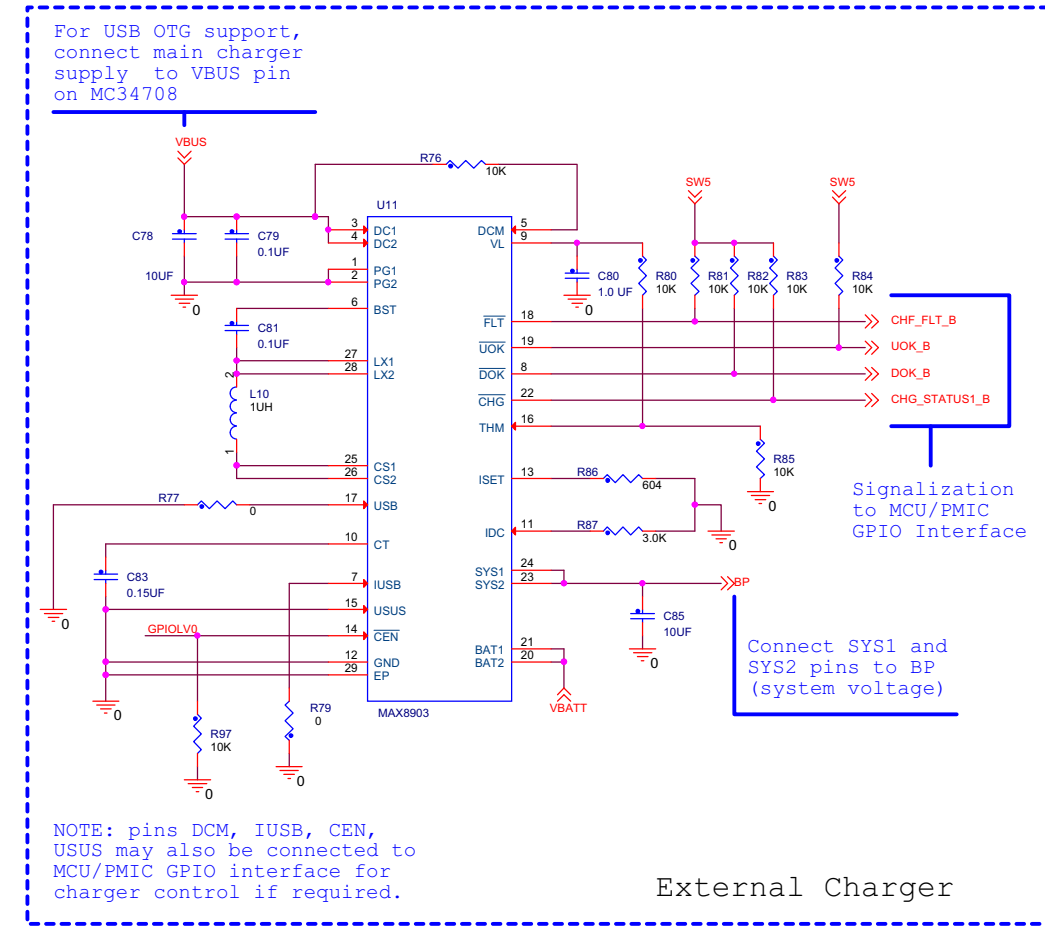 For USB OTG support,
connect main charger
supply  to VBUS pin
on MC34708
VBUS
R76
10K
SW5
SW5
U11
C78
10UF
C79
0.1UF
3
4
DC1
DC2
1
2
PG1
PG2
0
6
BST
C81
0.1UF
27
28
LX1
LX2
2
L10
1UH
1
25
26
CS1
CS2
R77
0
17
USB
10
CT
C83
0.15UF
7
IUSB
15
USUS
0
GPIOLV0
14
CEN
12
GND
29
EP
0
R97
10K
0
R79
0
0
MAX8903
DCM
5
VL
9
C80
1.0 UF
0
R80
10K
R81
10K
R82
10K
R83
10K
R84
10K
FLT
18
CHF_FLT_B
UOK
19
UOK_B
DOK
8
DOK_B
CHG
22
CHG_STATUS1_B
THM
16
R85
10K
0
ISET
13
R86
604
IDC
11
R87
3.0K
0
SYS1
24
SYS2
23
BP
C85
10UF
0
BAT1
21
BAT2
20
VBATT
Signalization
to MCU/PMIC
GPIO Interface
Connect SYS1 and
SYS2 pins to BP
(system voltage)
NOTE: pins DCM, IUSB, CEN,
USUS may also be connected to
MCU/PMIC GPIO interface for
charger control if required.
External Charger